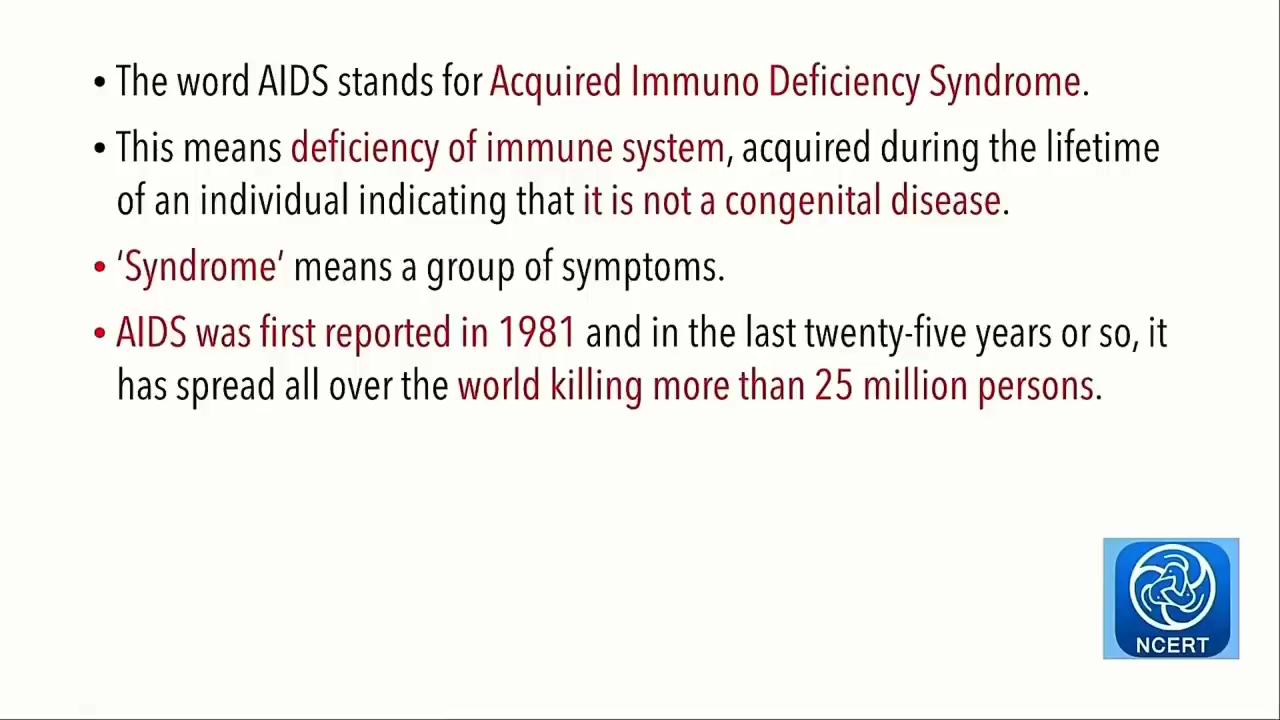 • The word AIDS stands for Acquired Immuno Deficiency Syndrome.
• This means deficiency of immune system, acquired during the lifetime
of an individual indicating that it is not a congenital disease.
• ‘Syndrome’ means a group of symptoms.
• AIDS was first reported in 1981 and in the last twenty-five years or so, it
has spread all over the world killing more than 25 million persons.
NCERT